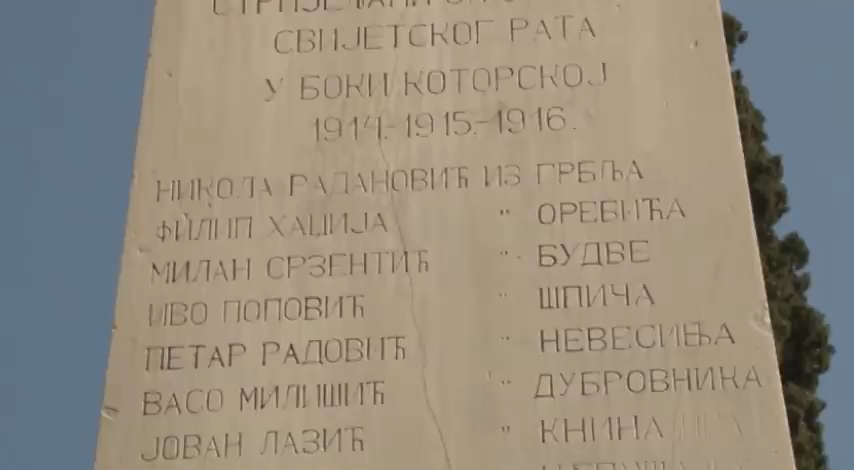 СВИЈЕТСКОГ РАТА
У БОКИ КОТОРСКОЈ
1914.-1915.-1916.
НИКОЛА РАДАНОВИЋ ИЗ ГРБЉА
ФИЛИП ХАЏИЈА " ОРЕБИЋА
МИЛАН СРЗЕНТИЋ " БУДВЕ
ИВО ПОПОВИЋ " ШПИЧА
ПЕТАР РАДОВИЋ " НЕВЕСИЊА
ВАСО МИЛИШИЋ " ДУБРОВНИКА
ЈОВАН ЛАЗИЋ " КНИНА